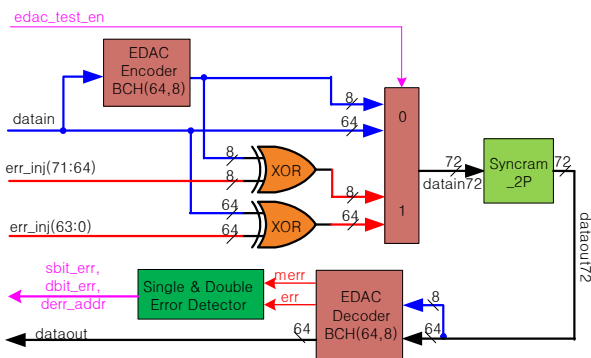 edac_test_en
EDAC
Encoder
BCH(64,8)
datain
8
64
0
err_inj(71:64)
8
8
XOR
8
1
64
err_inj(63:0)
64
64
XOR
72
datain72
Syncram
_2P
72
dataout72
sbit_err,
dbit_err,
derr_addr
Single & Double
Error Detector
merr
err
EDAC
Decoder
BCH(64,8)
8
64
64
dataout